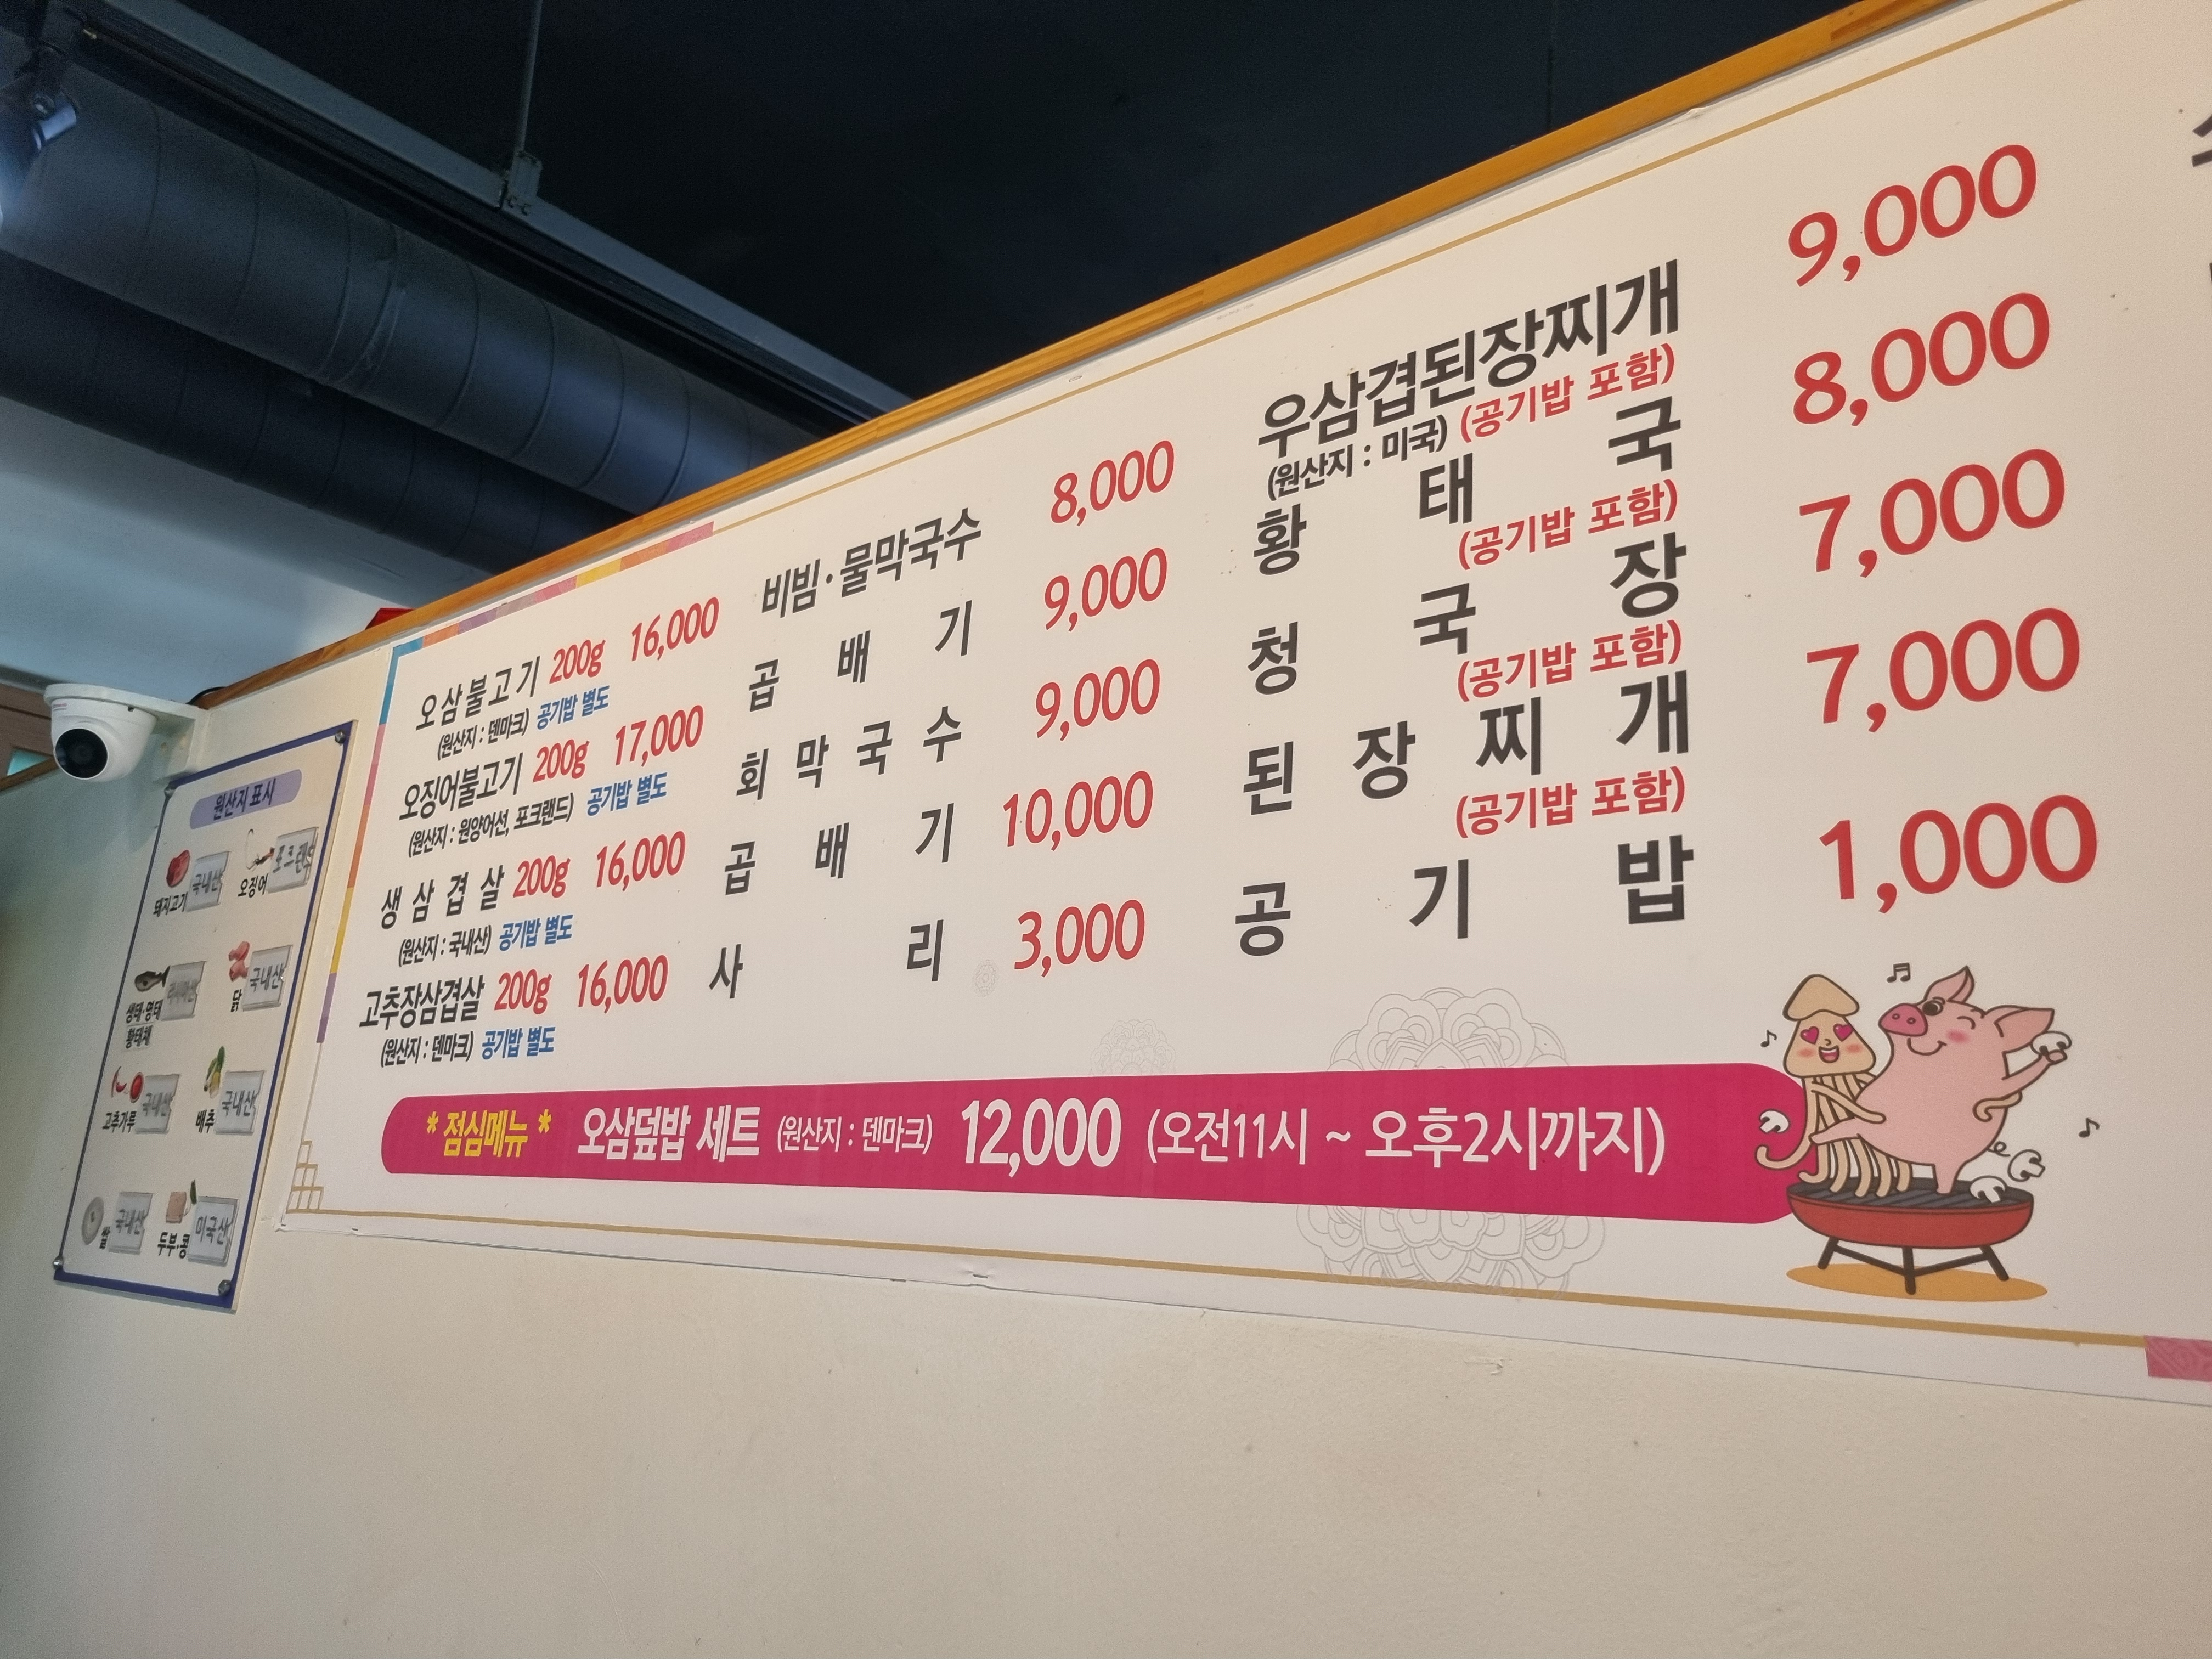 오삼불고기 200g 16,000
(원산지 : 덴마크) 공기밥 별도
오징어불고기 200g 17,000
(원산지 : 원양어선, 포크랜드) 공기밥 별도
생삼겹살 200g 16,000
(원산지 : 국내산) 공기밥 별도
고추장삼겹살 200g 16,000
(원산지 : 덴마크) 공기밥 별도
비빔·물막국수 8,000
곱배기 9,000
회막국수 9,000
곱배기 10,000
사리 3,000
우삼겹된장찌개 9,000
(원산지 : 미국) (공기밥 포함)
황태국 8,000
(공기밥 포함)
청국장 7,000
(공기밥 포함)
된장찌개 7,000
(공기밥 포함)
공기밥 1,000
* 점심메뉴 * 오삼덮밥 세트 (원산지 : 덴마크) 12,000 (오전11시 ~ 오후2시까지)
원산지 표시
돼지고기 국내산
오징어
생태·명태
황태채
닭 국내산
고추가루 국내산
배추 국내산
쌀 국내산
두부·콩 미국산